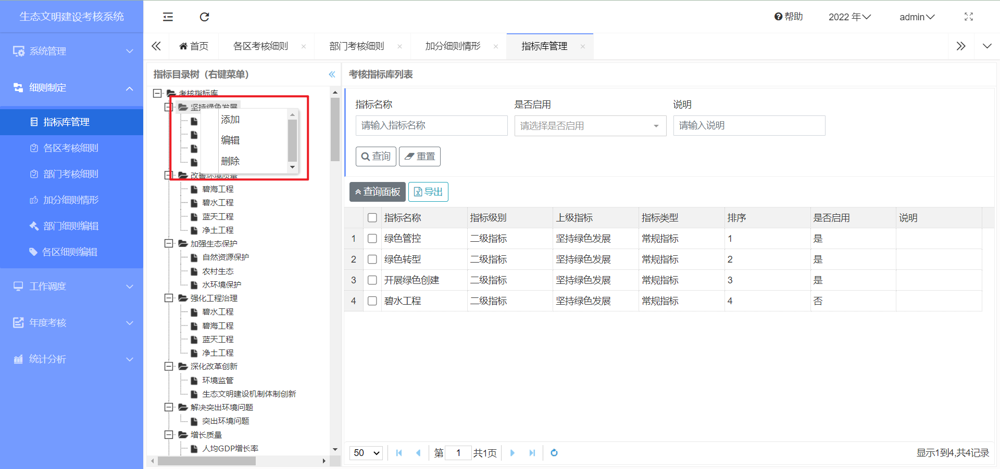 生态文明建设考核系统
帮助
2022 年
admin
首页
各区考核细则
部门考核细则
加分细则情形
指标库管理
系统管理
细则制定
指标库管理
各区考核细则
部门考核细则
加分细则情形
部门细则编辑
各区细则编辑
工作调度
年度考核
统计分析
指标目录树（右键菜单）
考核指标库
坚持绿色发展
添加
编辑
删除
改善环境质量
碧海工程
碧水工程
蓝天工程
净土工程
加强生态保护
自然资源保护
农村生态
水环境保护
强化工程治理
碧水工程
碧海工程
蓝天工程
净土工程
深化改革创新
环境监管
生态文明建设机制体制创新
解决突出环境问题
突出环境问题
增长质量
人均GDP增长率
考核指标库列表
指标名称
是否启用
说明
请输入指标名称
请选择是否启用
请输入说明
查询
重置
查询面板
导出
指标名称 指标级别 上级指标 指标类型 排序 是否启用 说明
1 绿色管控 二级指标 坚持绿色发展 常规指标 1 是
2 绿色转型 二级指标 坚持绿色发展 常规指标 2 是
3 开展绿色创建 二级指标 坚持绿色发展 常规指标 3 是
4 碧水工程 二级指标 坚持绿色发展 常规指标 4 否
50 第 1 共1页
显示1到4,共4记录